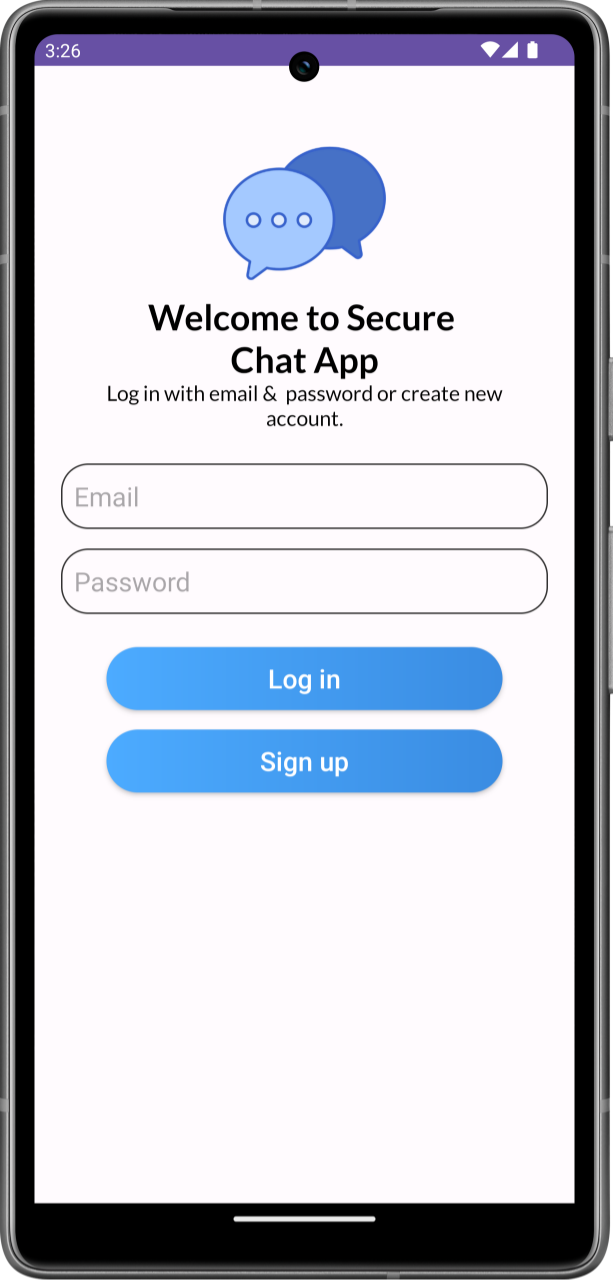 3:26
Welcome to Secure
Chat App
Log in with email &  password or create new
account.
Email
Password
Log in
Sign up